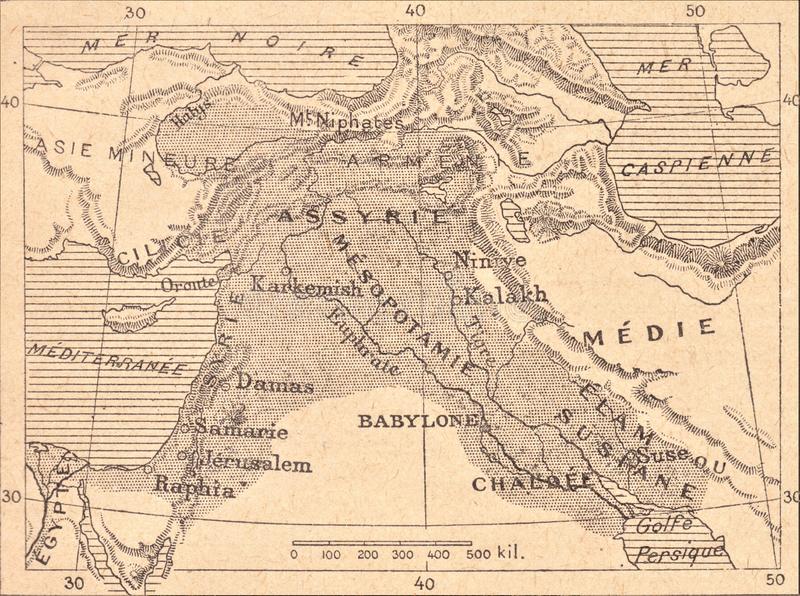 30
40
50
MER NOIRE
MER
CASPIENNE
40
40
Halys
Mt Niphates
ASIE MINEURE
ARMÉNIE
ASSYRIE
CILICIE
Oronte
Karkemish
MÉSOPOTAMIE
Ninive
Kalakh
Tigre
Euphrate
MÉDIE
SYRIE
MÉDITERRANÉE
Damas
ÉLAM OU
SUSIANE
BABYLONE
Samarie
Suse
Jérusalem
Raphia
CHALDÉE
30
30
EGYPTE
Golfe
Persique
0 100 200 300 400 500 kil.
30
40
50